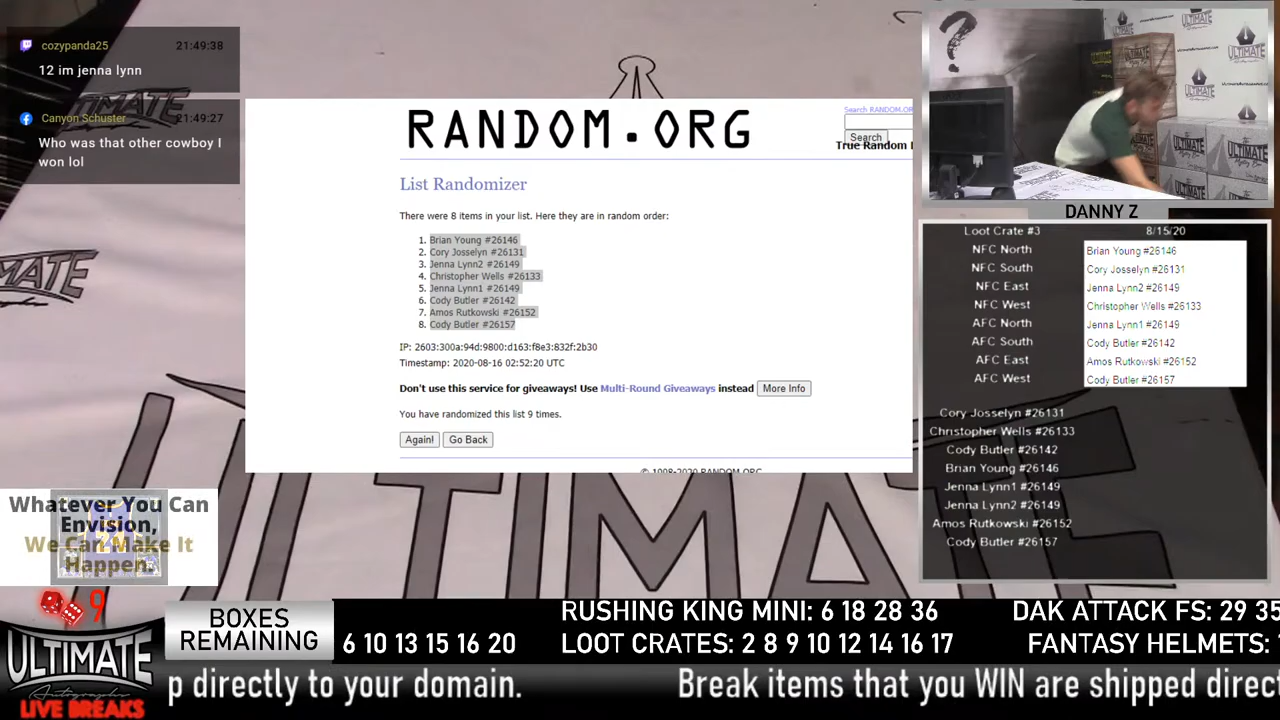 cozypanda25 21:49:38
12 im jenna lynn
Canyon Schuster 21:49:27
Who was that other cowboy I
won lol
RANDOM.ORG
Search RANDOM.OR
Search
True Random
List Randomizer
There were 8 items in your list. Here they are in random order:
1. Brian Young #26146
2. Cory Josselyn #26131
3. Jenna Lynn2 #26149
4. Christopher Wells #26133
5. Jenna Lynn1 #26149
6. Cody Butler #26142
7. Amos Rutkowski #26152
8. Cody Butler #26157
IP: 2603:300a:94d:9800:d163:f8e3:832f:2b30
Timestamp: 2020-08-16 02:52:20 UTC
Don't use this service for giveaways! Use Multi-Round Giveaways instead More Info
You have randomized this list 9 times.
Again! Go Back
© 1998-2020 RANDOM.ORG
?
ULTIMATE
DANNY Z
Loot Crate #3 8/15/20
NFC North Brian Young #26146
NFC South Cory Josselyn #26131
NFC East Jenna Lynn2 #26149
NFC West Christopher Wells #26133
AFC North Jenna Lynn1 #26149
AFC South Cody Butler #26142
AFC East Amos Rutkowski #26152
AFC West Cody Butler #26157
Cory Josselyn #26131
Christopher Wells #26133
Cody Butler #26142
Brian Young #26146
Jenna Lynn1 #26149
Jenna Lynn2 #26149
Amos Rutkowski #26152
Cody Butler #26157
ULTIMATE
Whatever You Can
Envision,
We Can Make It
Happen.
9
ULTIMATE
Autographs
LIVE BREAKS
BOXES
REMAINING
6 10 13 15 16 20
RUSHING KING MINI: 6 18 28 36
LOOT CRATES: 2 8 9 10 12 14 16 17
DAK ATTACK FS: 29 35
FANTASY HELMETS:
p directly to your domain.
Break items that you WIN are shipped direct